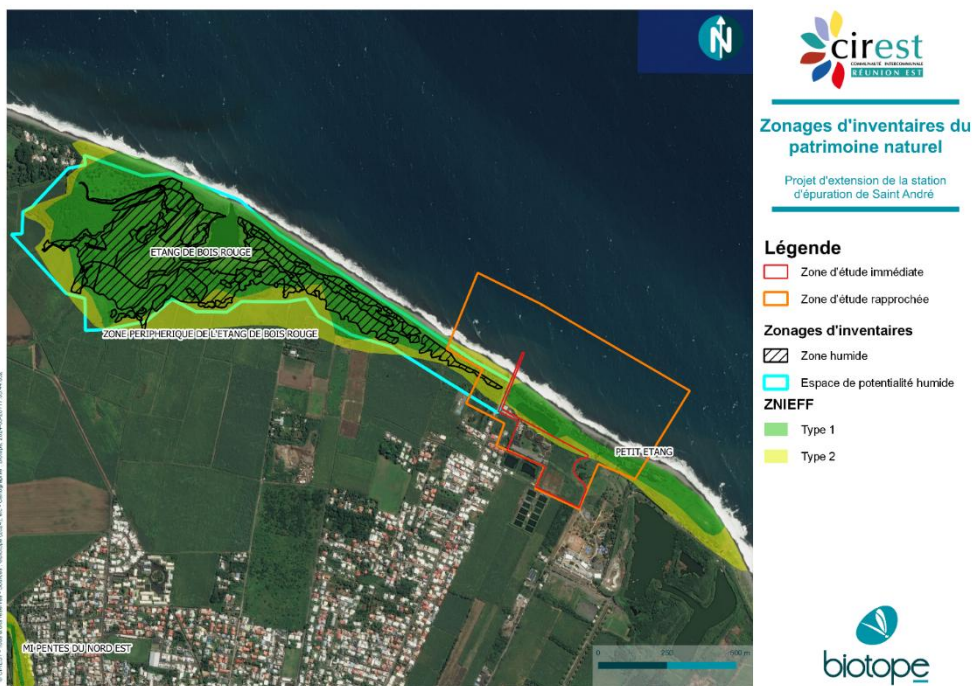 N
ETANG DE BOIS ROUGE
ZONE PERIPHERIQUE DE L'ETANG DE BOIS ROUGE
PETIT ETANG
MI PENTES DU NORD EST
0 250 500 m
cirest
COMMUNAUTÉ INTERCOMMUNALE
RÉUNION EST
Zonages d'inventaires du
patrimoine naturel
Projet d'extension de la station
d'épuration de Saint André
Légende
Zone d'étude immédiate
Zone d'étude rapprochée
Zonages d'inventaires
Zone humide
Espace de potentialité humide
ZNIEFF
Type 1
Type 2
biotope